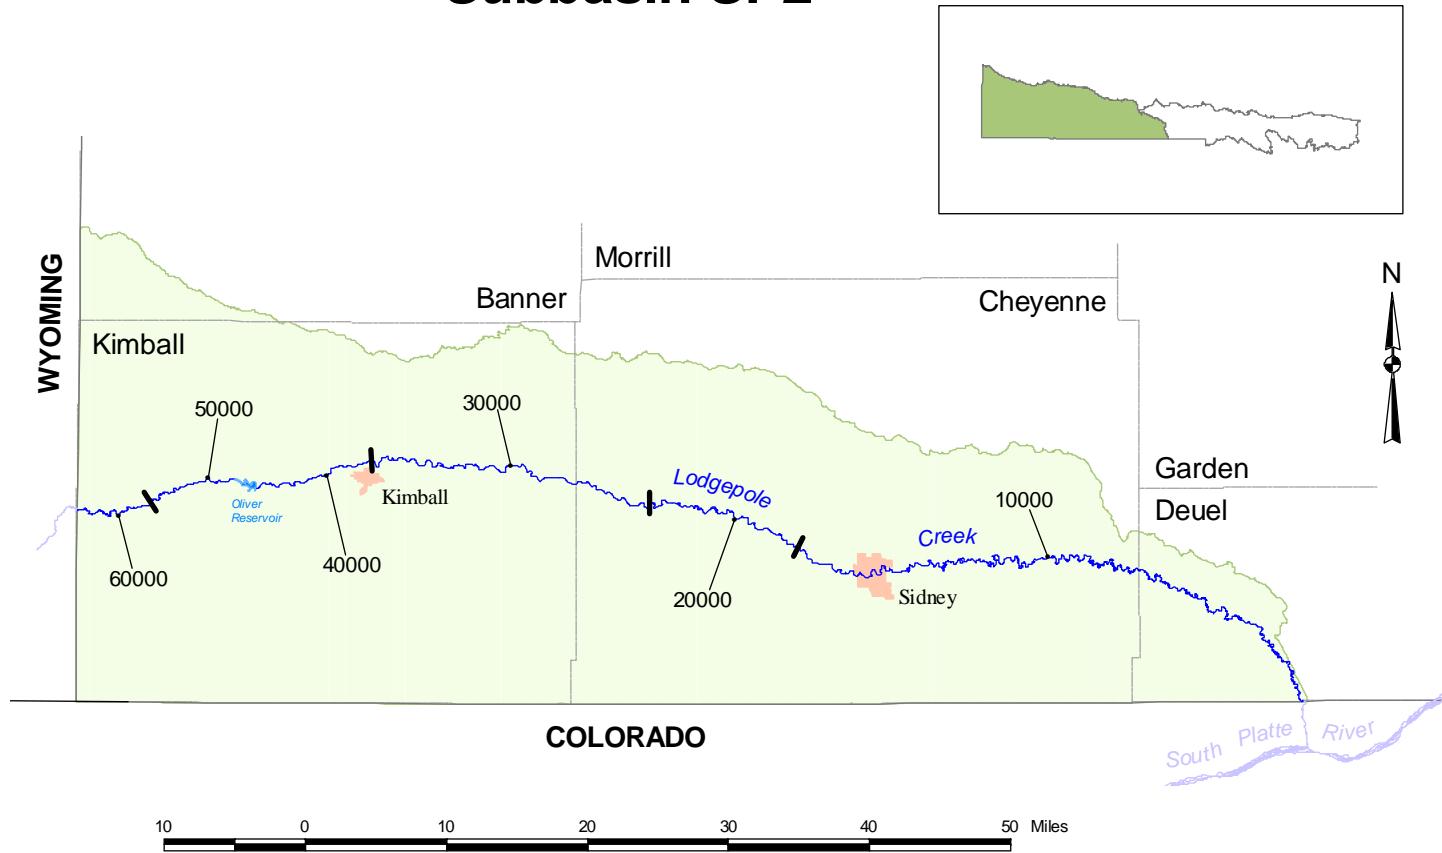 Morrill
Banner
Cheyenne
N
WYOMING
Kimball
50000
30000
Garden
Deuel
Lodgepole
10000
Kimball
Oliver
Reservoir
Creek
60000
40000
20000
Sidney
COLORADO
South Platte River
10 0 10 20 30 40 50 Miles